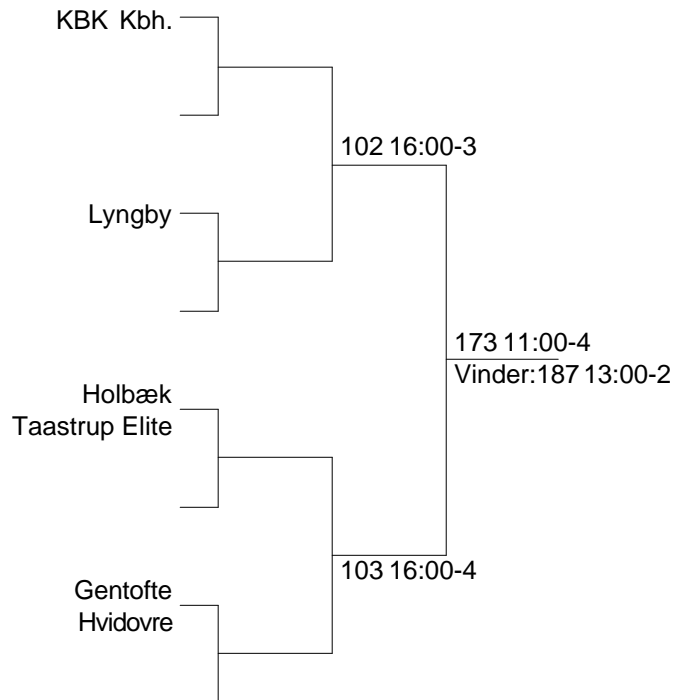 KBK Kbh.
102 16:00-3
Lyngby
173 11:00-4
Vinder:187 13:00-2
Holbæk
Taastrup Elite
103 16:00-4
Gentofte
Hvidovre